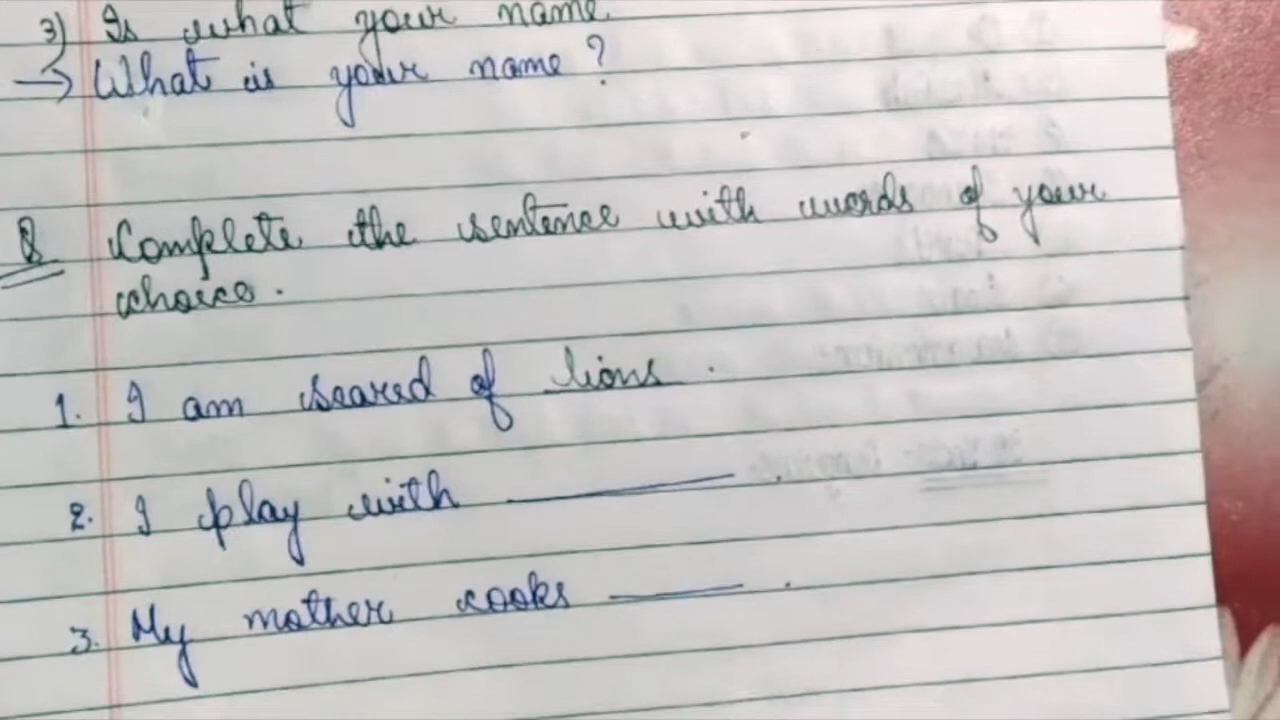 3) Is what your name
→ What is your name?
Q Complete the sentence with words of your
choice.
1. I am scared of lions.
2. I play with ______.
3. My mother cooks ______.